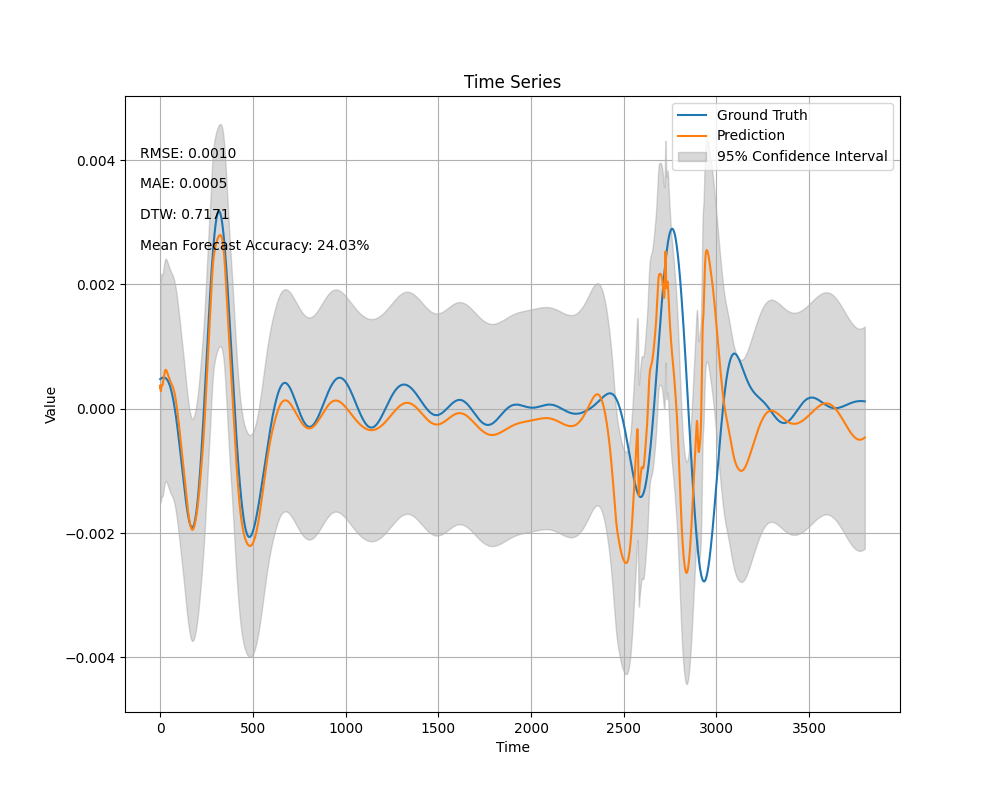 Time Series
Ground Truth
Prediction
95% Confidence Interval
RMSE: 0.0010
MAE: 0.0005
DTW: 0.7171
Mean Forecast Accuracy: 24.03%
Value
0.004
0.002
0.000
−0.002
−0.004
0 500 1000 1500 2000 2500 3000 3500
Time